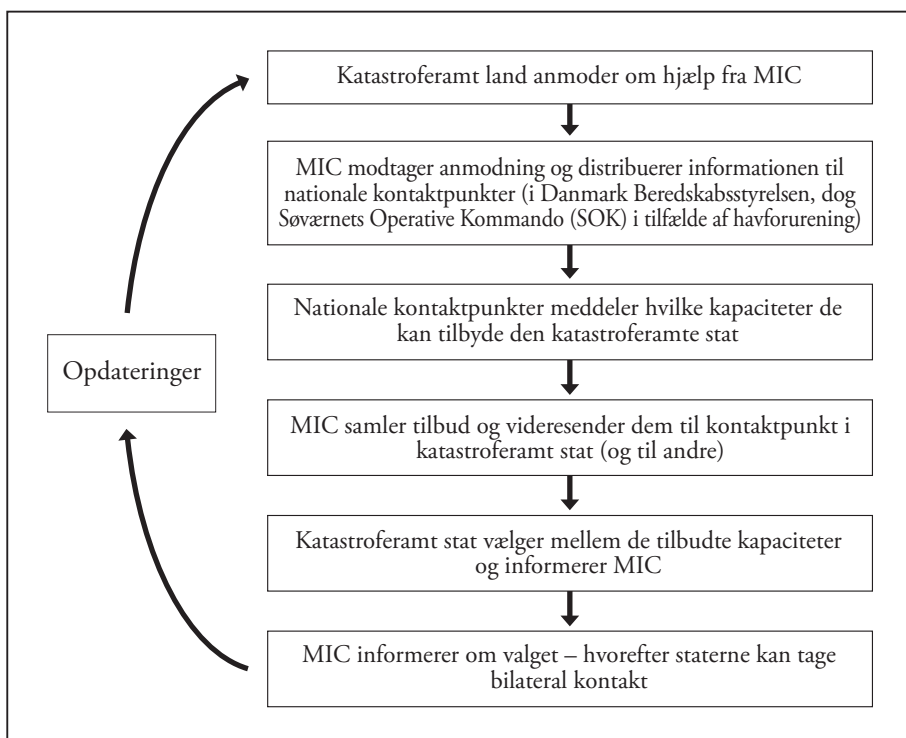 Katastroferamt land anmoder om hjælp fra MIC
MIC modtager anmodning og distribuerer informationen til
nationale kontaktpunkter (i Danmark Beredskabsstyrelsen, dog
Søværnets Operative Kommando (SOK) i tilfælde af havforurening)
Nationale kontaktpunkter meddeler hvilke kapaciteter de
kan tilbyde den katastroferamte stat
Opdateringer
MIC samler tilbud og videresender dem til kontaktpunkt i
katastroferamt stat (og til andre)
Katastroferamt stat vælger mellem de tilbudte kapaciteter
og informerer MIC
MIC informerer om valget – hvorefter staterne kan tage
bilateral kontakt